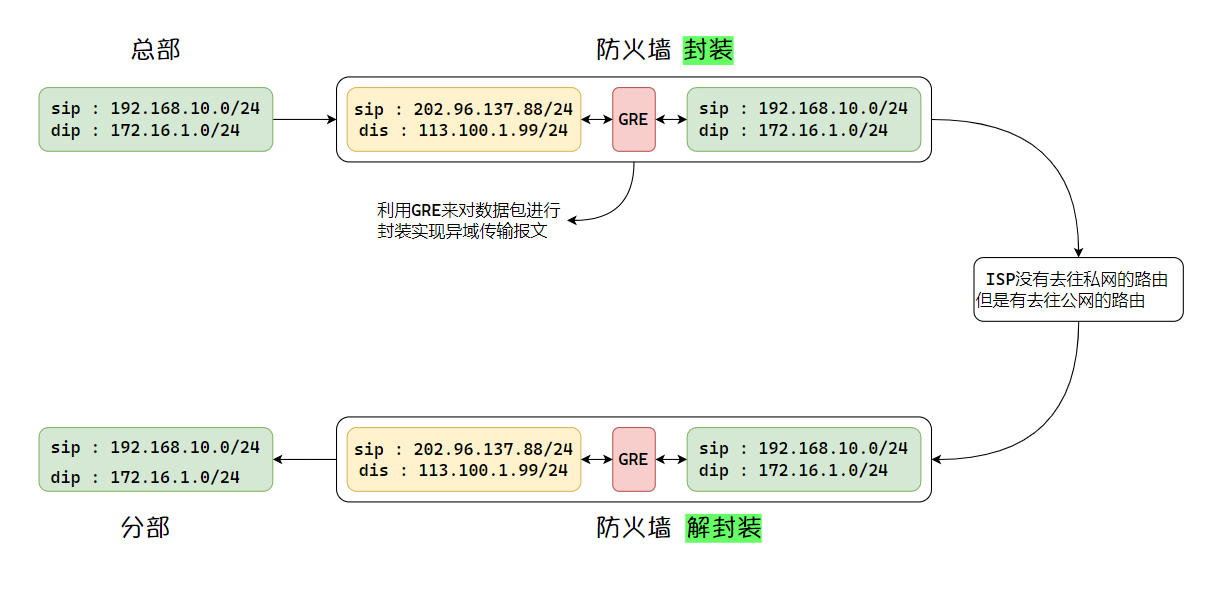 总部
防火墙 封装
sip : 192.168.10.0/24
dip : 172.16.1.0/24
sip : 202.96.137.88/24
dis : 113.100.1.99/24
GRE
sip : 192.168.10.0/24
dip : 172.16.1.0/24
利用GRE来对数据包进行
封装实现异域传输报文
ISP没有去往私网的路由
但是有去往公网的路由
sip : 192.168.10.0/24
dip : 172.16.1.0/24
sip : 202.96.137.88/24
dis : 113.100.1.99/24
GRE
sip : 192.168.10.0/24
dip : 172.16.1.0/24
分部
防火墙 解封装